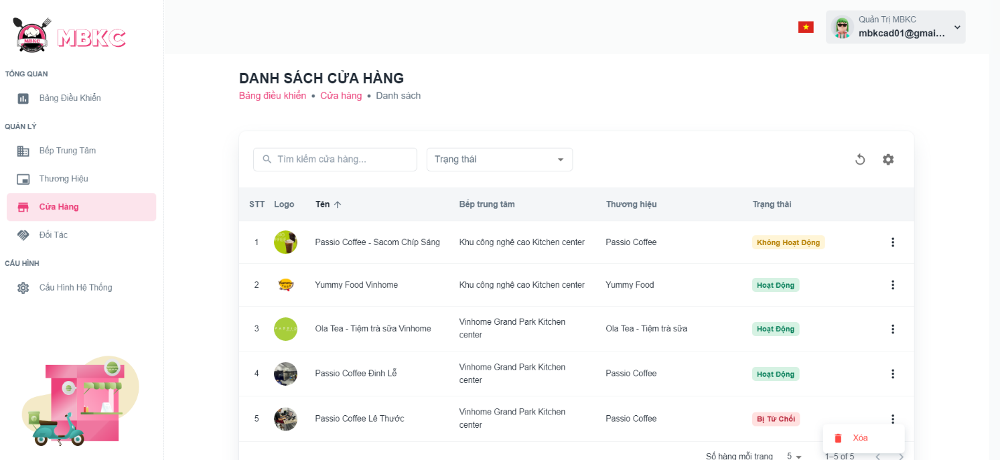 MBKC
MBKC
Quản Trị MBKC
mbkcad01@gmai...
TỔNG QUAN
Bảng Điều Khiển
QUẢN LÝ
Bếp Trung Tâm
Thương Hiệu
Cửa Hàng
Đối Tác
CẤU HÌNH
Cấu Hình Hệ Thống
DANH SÁCH CỬA HÀNG
Bảng điều khiển • Cửa hàng • Danh sách
Tìm kiếm cửa hàng... Trạng thái
STT Logo Tên Bếp trung tâm Thương hiệu Trạng thái
1 Passio Coffee - Sacom Chíp Sáng Khu công nghệ cao Kitchen center Passio Coffee Không Hoạt Động
2 Yummy Food Vinhome Khu công nghệ cao Kitchen center Yummy Food Hoạt Động
3 Ola Tea - Tiệm trà sữa Vinhome Vinhome Grand Park Kitchen center Ola Tea - Tiệm trà sữa Hoạt Động
4 Passio Coffee Đinh Lễ Vinhome Grand Park Kitchen center Passio Coffee Hoạt Động
5 Passio Coffee Lê Thước Vinhome Grand Park Kitchen center Passio Coffee Bị Từ Chối
Xóa
Số hàng mỗi trang 5 1–5 of 5